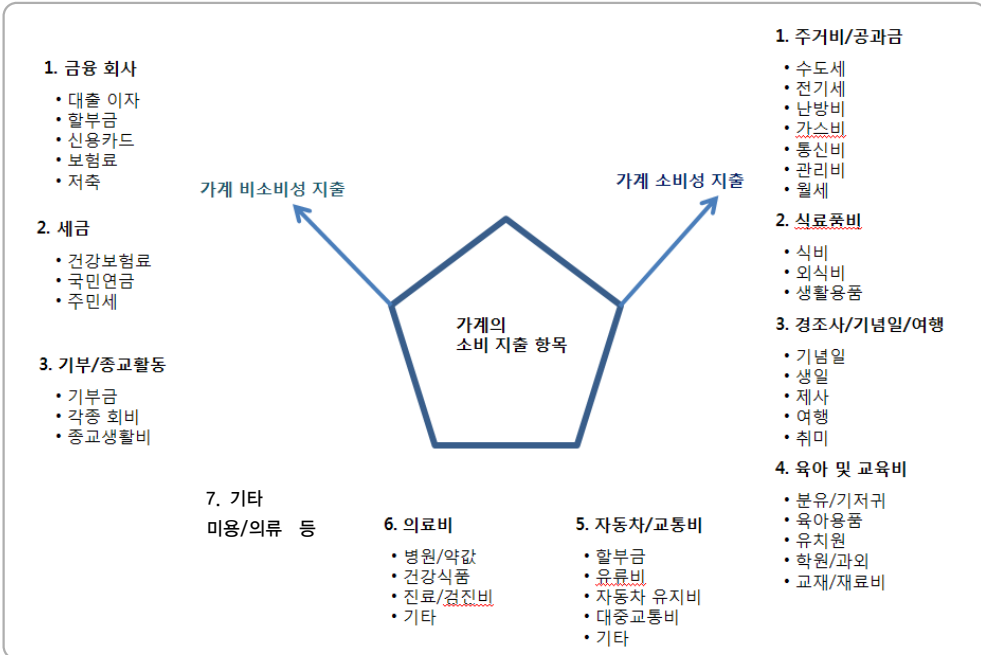 1. 금융 회사
• 대출 이자
• 할부금
• 신용카드
• 보험료
• 저축
2. 세금
• 건강보험료
• 국민연금
• 주민세
3. 기부/종교활동
• 기부금
• 각종 회비
• 종교생활비
가계 비소비성 지출
가계 소비성 지출
가계의
소비 지출 항목
1. 주거비/공과금
• 수도세
• 전기세
• 난방비
• 가스비
• 통신비
• 관리비
• 월세
2. 식료품비
• 식비
• 외식비
• 생활용품
3. 경조사/기념일/여행
• 기념일
• 생일
• 제사
• 여행
• 취미
4. 육아 및 교육비
• 분유/기저귀
• 육아용품
• 유치원
• 학원/과외
• 교재/재료비
5. 자동차/교통비
• 할부금
• 유류비
• 자동차 유지비
• 대중교통비
• 기타
6. 의료비
• 병원/약값
• 건강식품
• 진료/검진비
• 기타
7. 기타
미용/의류 등